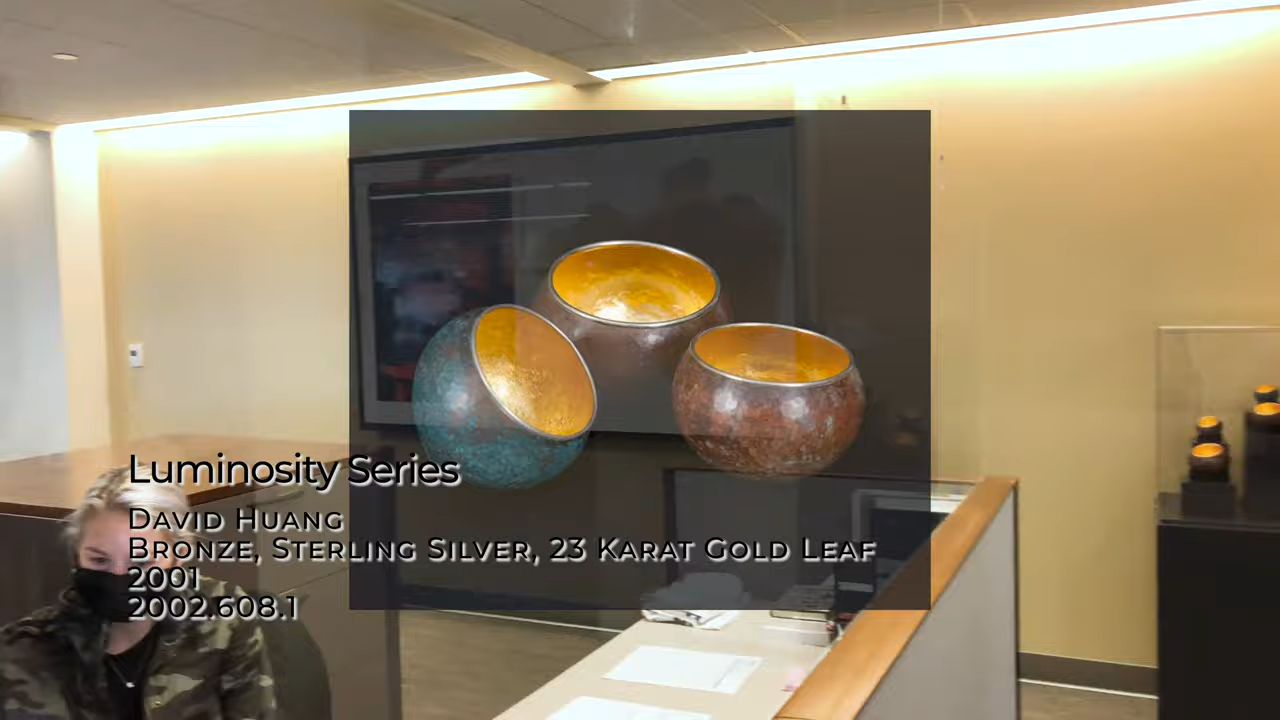 Luminosity Series
David Huang
Bronze, Sterling Silver, 23 Karat Gold Leaf
2001
2002.608.1